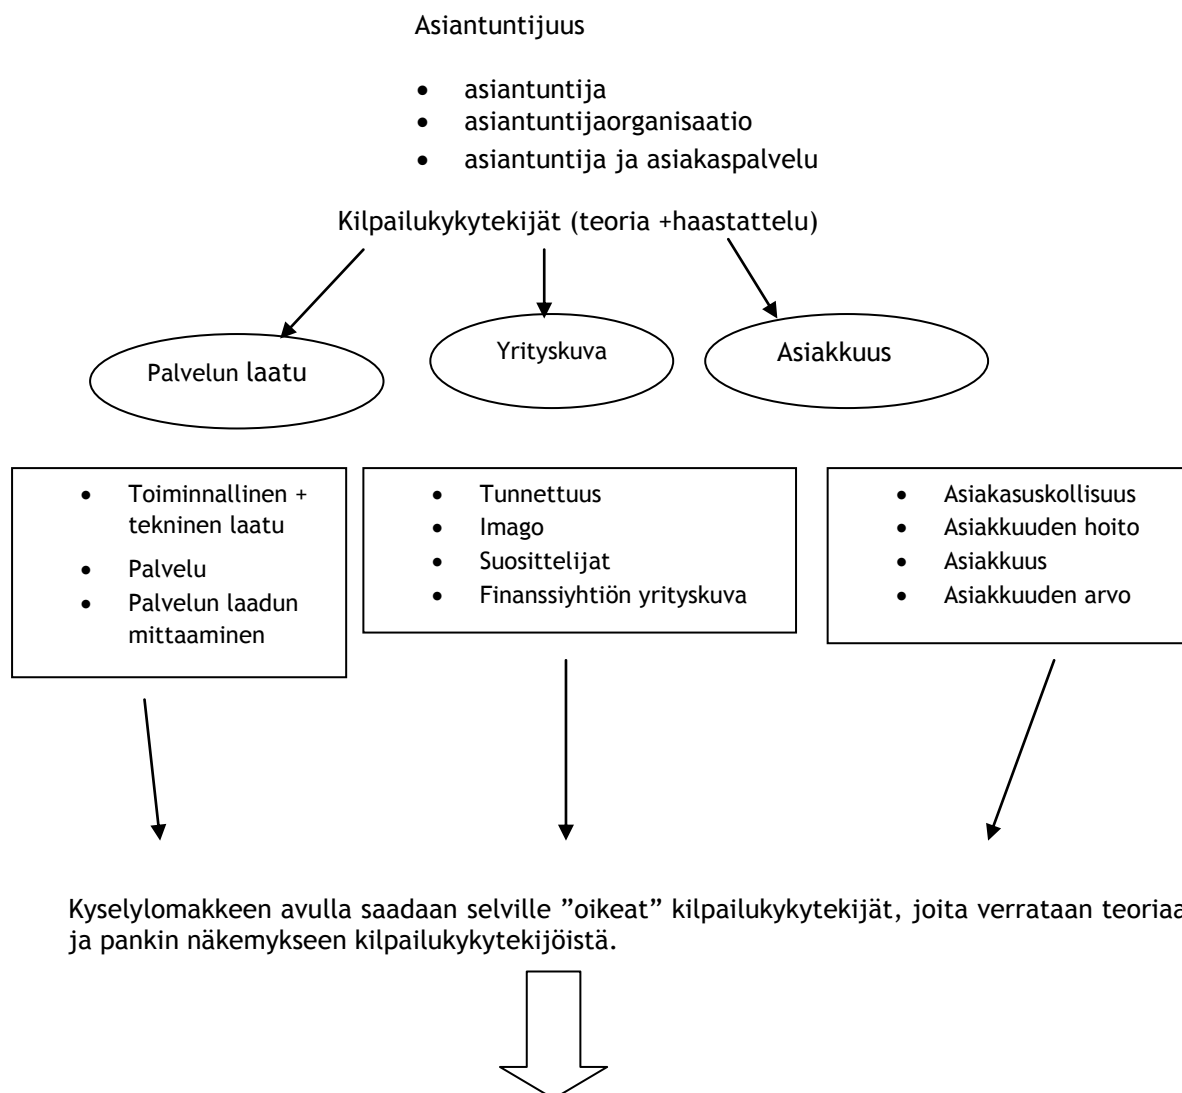 Asiantuntijuus
• asiantuntija
• asiantuntijaorganisaatio
• asiantuntija ja asiakaspalvelu
Kilpailukykytekijät (teoria +haastattelu)
Palvelun laatu
Yrityskuva
Asiakkuus
• Toiminnallinen +
tekninen laatu
• Palvelu
• Palvelun laadun
mittaaminen
• Tunnettuus
• Imago
• Suosittelijat
• Finanssiyhtiön yrityskuva
• Asiakasuskollisuus
• Asiakkuuden hoito
• Asiakkuus
• Asiakkuuden arvo
Kyselylomakkeen avulla saadaan selville ”oikeat” kilpailukykytekijät, joita verrataan teoriaa
ja pankin näkemykseen kilpailukykytekijöistä.